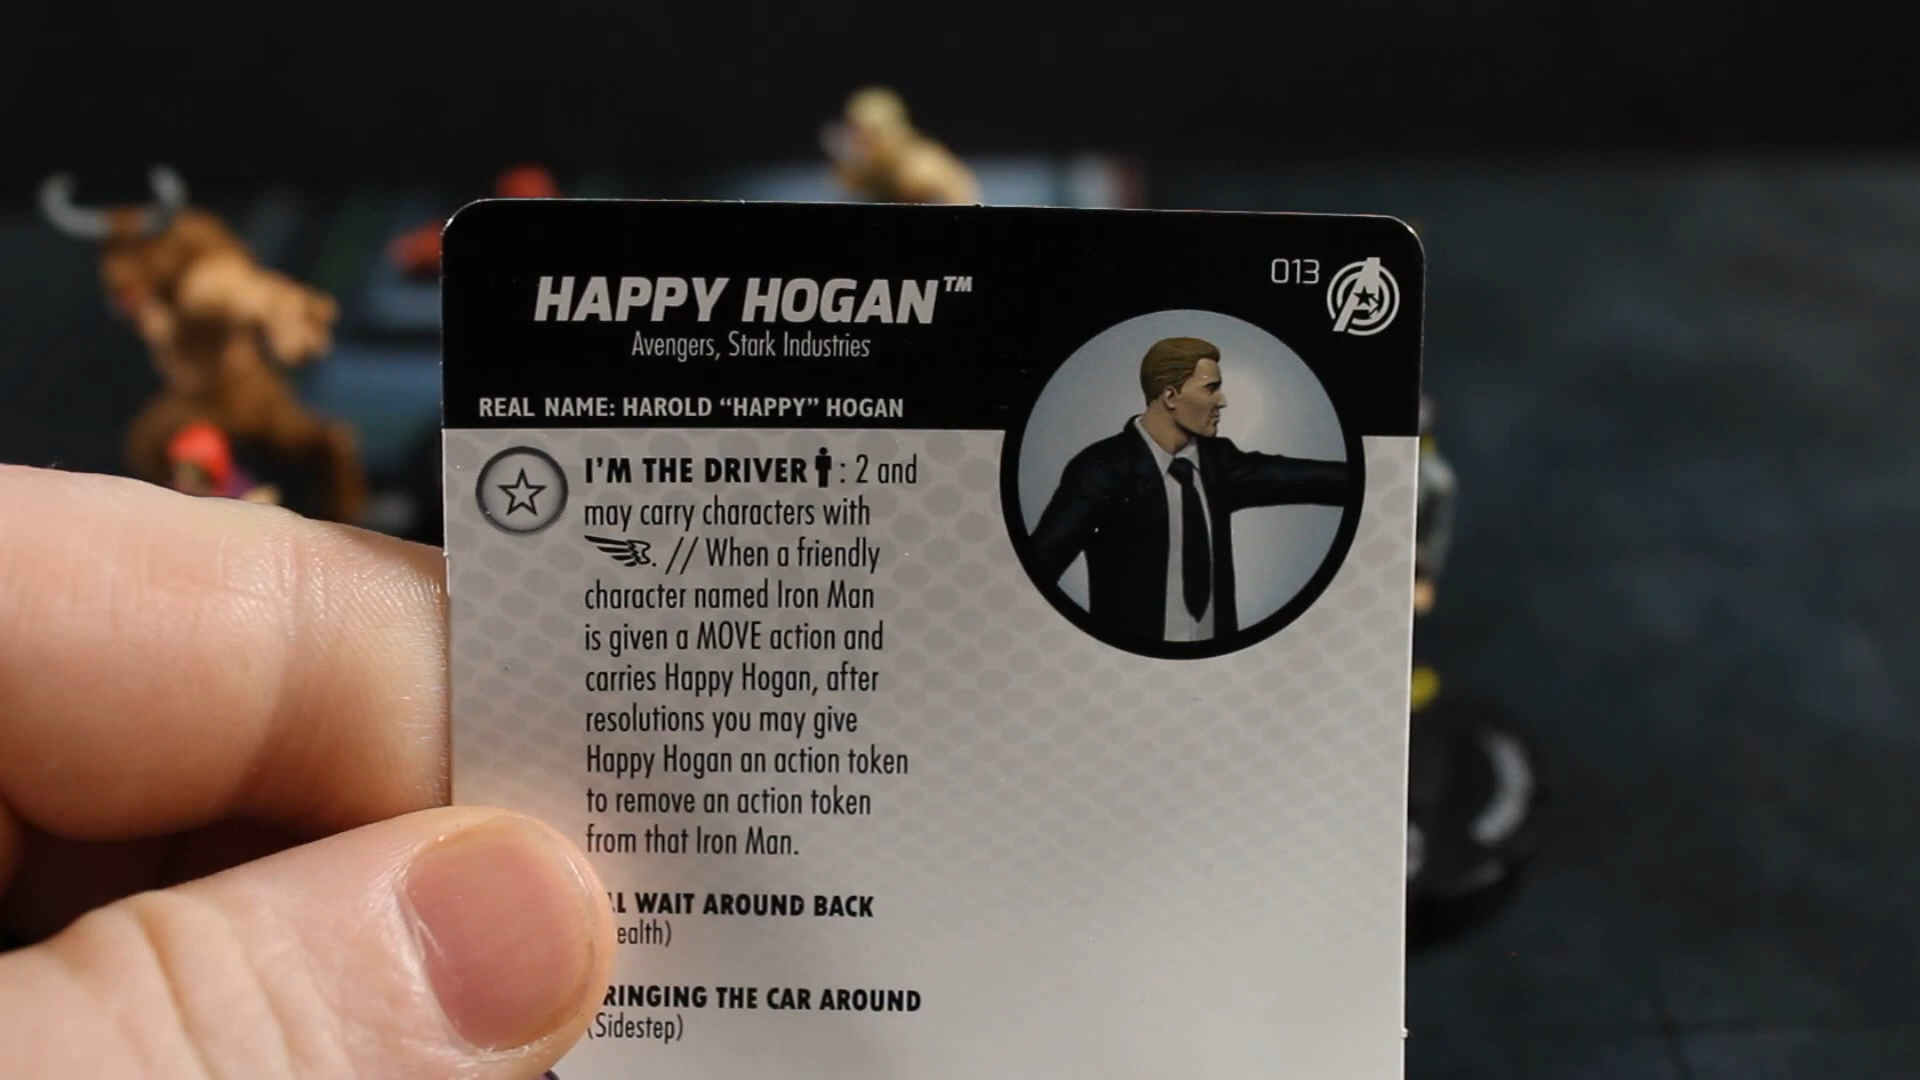 HAPPY HOGAN™
013
Avengers, Stark Industries
REAL NAME: HAROLD “HAPPY” HOGAN
I'M THE DRIVER : 2 and
may carry characters with
. // When a friendly
character named Iron Man
is given a MOVE action and
carries Happy Hogan, after
resolutions you may give
Happy Hogan an action token
to remove an action token
from that Iron Man.
WAIT AROUND BACK
THE CAR AROUND
(Sidestep)